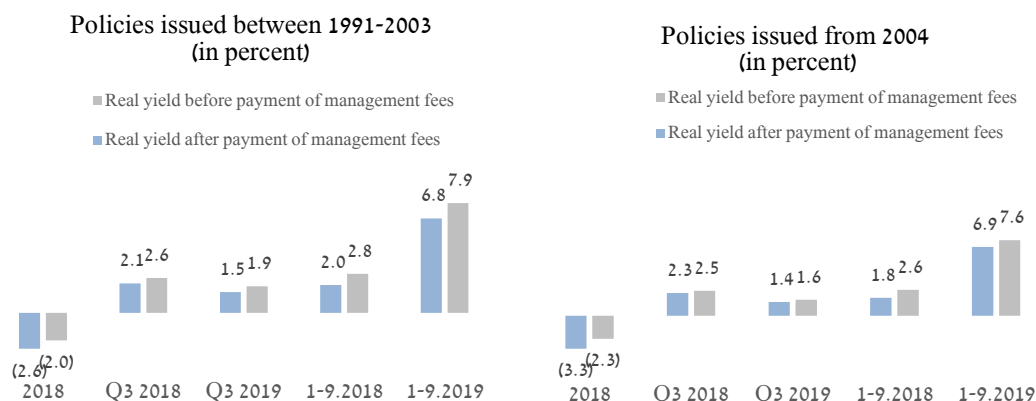 Policies issued between 1991-2003
(in percent)
Real yield before payment of management fees
Real yield after payment of management fees
7.9
6.8
2.1 2.6
1.5 1.9
2.0 2.8
(2.6) (2.0)
2018 Q3 2018 Q3 2019 1-9.2018 1-9.2019
Policies issued from 2004
(in percent)
Real yield before payment of management fees
Real yield after payment of management fees
6.9 7.6
2.3 2.5
1.4 1.6
1.8 2.6
(3.3) (2.3)
2018 Q3 2018 Q3 2019 1-9.2018 1-9.2019